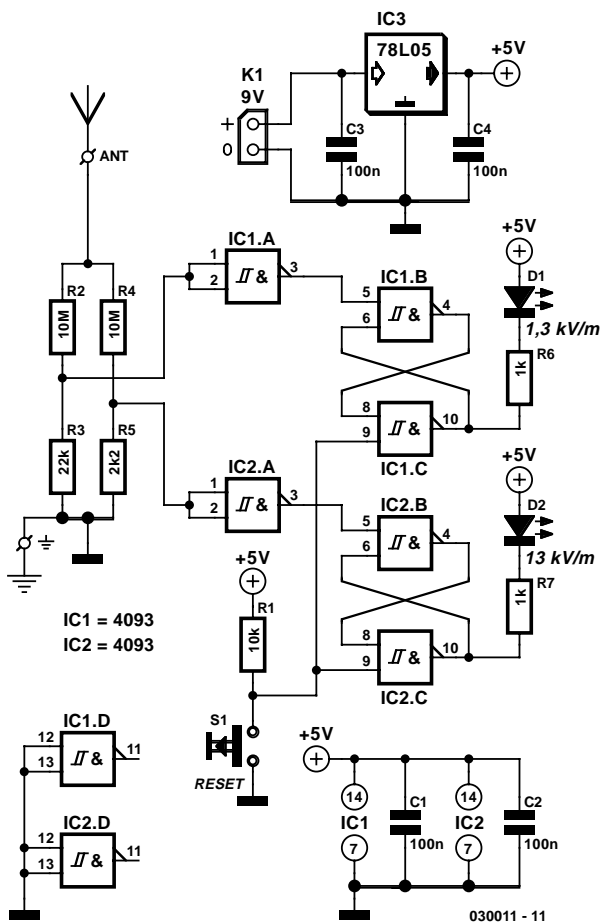 IC3
78L05
+5V
K1
9V
+
0
C3
100n
C4
100n
ANT
R2
10M
R4
10M
R3
22k
R5
2k2
IC1.A
1
2
&
3
IC1.B
5
6
&
4
8
9
&
10
IC1.C
+5V
D1
1,3 kV/m
R6
1k
IC2.A
1
2
&
3
IC2.B
5
6
&
4
8
9
&
10
IC2.C
+5V
D2
13 kV/m
R7
1k
+5V
R1
10k
S1
RESET
IC1 = 4093
IC2 = 4093
IC1.D
12
13
&
11
IC2.D
12
13
&
11
+5V
14
IC1
7
C1
100n
14
IC2
7
C2
100n
030011 - 11